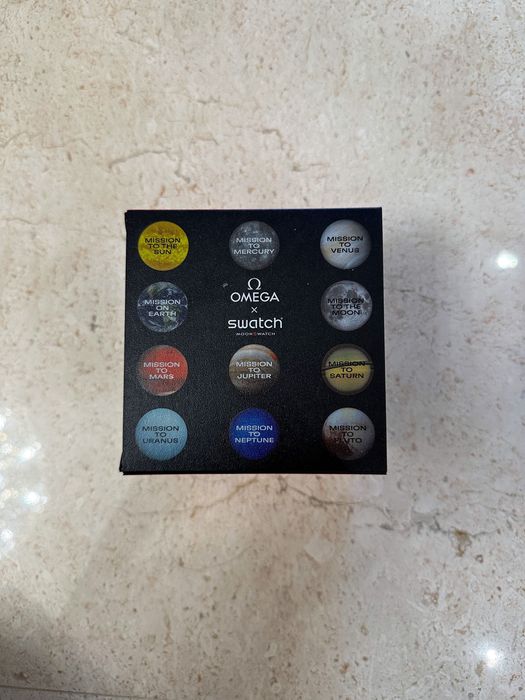 MISSION
TO THE
SUN
MISSION
TO
MERCURY
MISSION
TO
VENUS
MISSION
ON
EARTH
Ω
OMEGA
x
swatch
MOONSWATCH
MISSION
TO THE
MOON
MISSION
TO
MARS
MISSION
TO
JUPITER
MISSION
TO
SATURN
MISSION
TO
URANUS
MISSION
TO
NEPTUNE
MISSION
TO
PLUTO